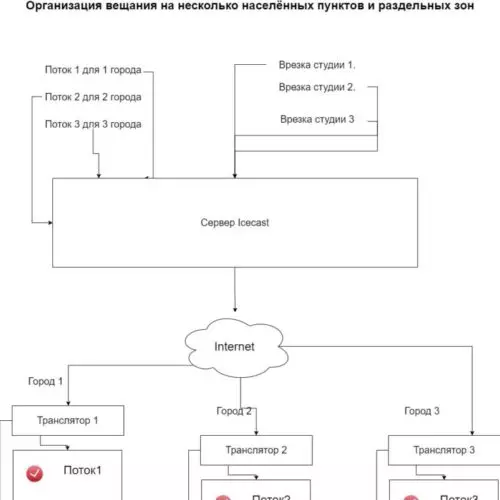 Организация вещания на несколько населённых пунктов и раздельных зон
Поток 1 для 1 города
Врезка студии 1.
Поток 2 для 2 города
Врезка студии 2.
Поток 3 для 3 города
Врезка студии 3
Сервер Icecast
Internet
Город 1
Город 2
Город 3
Транслятор 1
Транслятор 2
Транслятор 3
Поток1
Поток2
Поток3